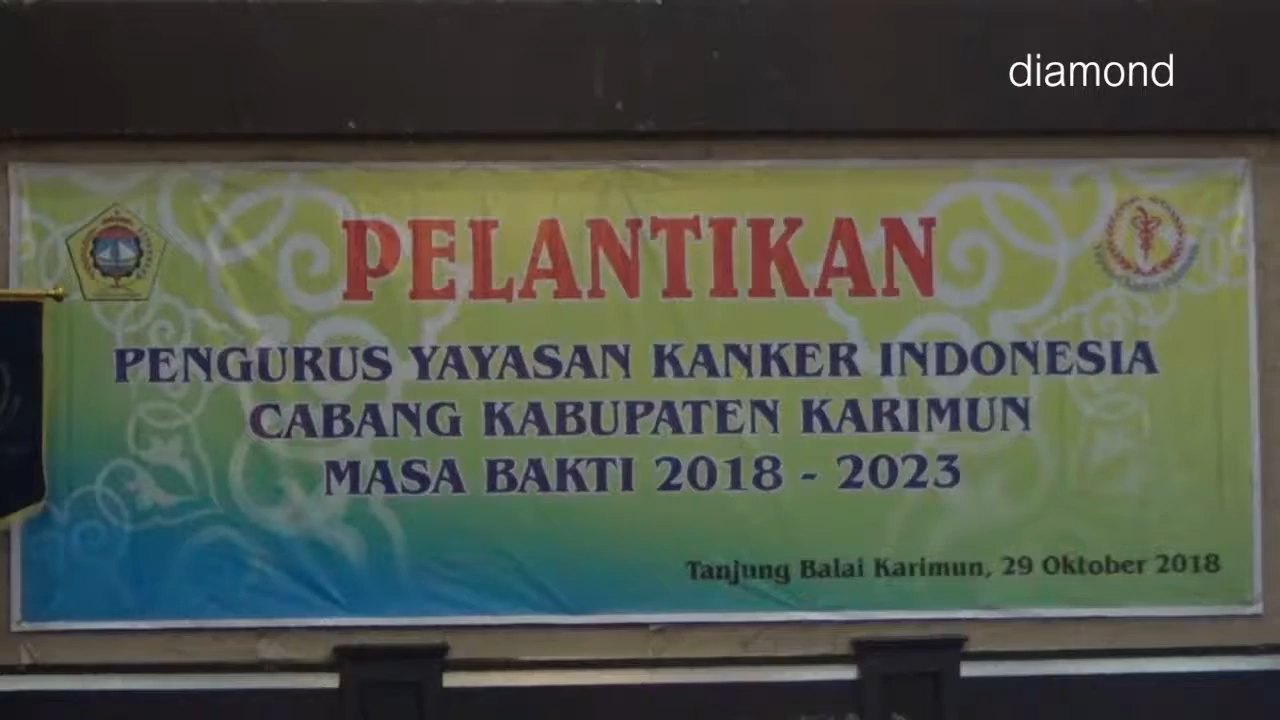 diamond
PELANTIKAN
PENGURUS YAYASAN KANKER INDONESIA
CABANG KABUPATEN KARIMUN
MASA BAKTI 2018 - 2023
Tanjung Balai Karimun, 29 Oktober 2018